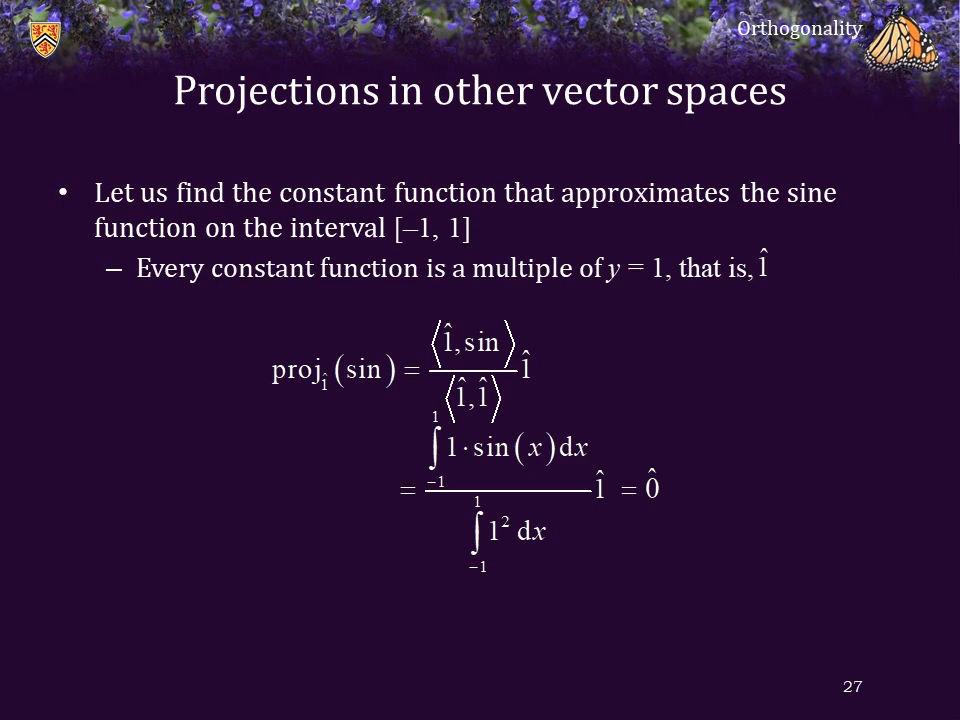 Orthogonality
Projections in other vector spaces
• Let us find the constant function that approximates the sine
function on the interval [–1, 1]
– Every constant function is a multiple of y = 1, that is, 1̂
proj_1̂ (sin) = ⟨1̂, sin⟩ / ⟨1̂, 1̂⟩ 1̂
= ∫_{−1}^{1} 1 · sin(x) dx / ∫_{−1}^{1} 1² dx 1̂ = 0̂
27